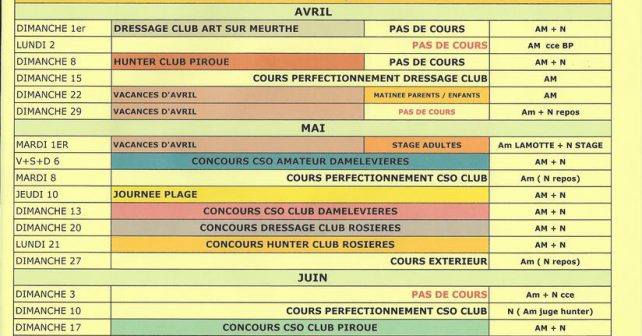 AVRIL
DIMANCHE 1er DRESSAGE CLUB ART SUR MEURTHE PAS DE COURS AM + N
LUNDI 2 PAS DE COURS AM cce BP
DIMANCHE 8 HUNTER CLUB PIROUE PAS DE COURS AM + N
DIMANCHE 15 COURS PERFECTIONNEMENT DRESSAGE CLUB AM
DIMANCHE 22 VACANCES D'AVRIL MATINEE PARENTS / ENFANTS AM
DIMANCHE 29 VACANCES D'AVRIL PAS DE COURS Am + N repos
MAI
MARDI 1ER VACANCES D'AVRIL STAGE ADULTES Am LAMOTTE + N STAGE
V+S+D 6 CONCOURS CSO AMATEUR DAMELEVIERES AM + N
MARDI 8 COURS PERFECTIONNEMENT CSO CLUB Am ( N repos)
JEUDI 10 JOURNEE PLAGE AM + N
DIMANCHE 13 CONCOURS CSO CLUB DAMELEVIERES AM + N
DIMANCHE 20 CONCOURS DRESSAGE CLUB ROSIERES AM + N
LUNDI 21 CONCOURS HUNTER CLUB ROSIERES AM + N
DIMANCHE 27 COURS EXTERIEUR Am ( N repos)
JUIN
DIMANCHE 3 PAS DE COURS Am + N cce
DIMANCHE 10 COURS PERFECTIONNEMENT CSO CLUB N ( Am juge hunter)
DIMANCHE 17 CONCOURS CSO CLUB PIROUE AM + N